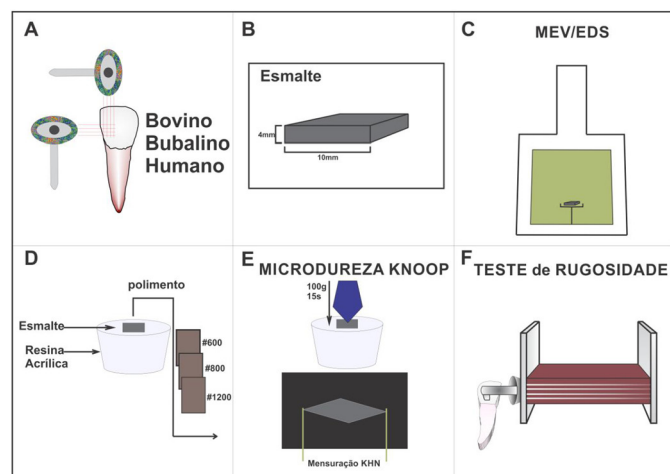 A
Bovino
Bubalino
Humano
B
Esmalte
4mm
10mm
C
MEV/EDS
D
polimento
Esmalte
Resina
Acrílica
#600
#800
#1200
E
MICRODUREZA KNOOP
100g
15s
Mensuração KHN
F
TESTE de RUGOSIDADE